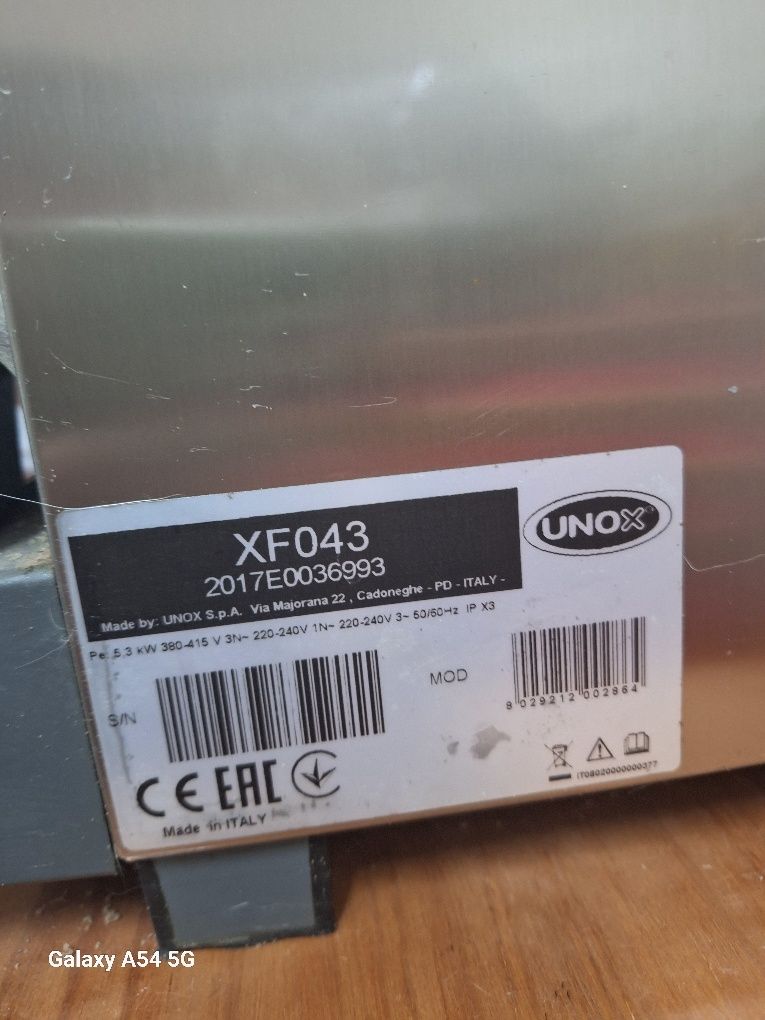 XF043
2017E0036993
Made by: UNOX S.p.A. Via Majorana 22 , Cadoneghe - PD - ITALY -
UNOX
Pe: 5,3 kW 380-415 V 3N~ 220-240V 1N~ 220-240V 3~ 50/60Hz IP X3
S/N
MOD
8 029212 002864
CE EAC
IT08020000000377
Made in ITALY
Galaxy A54 5G